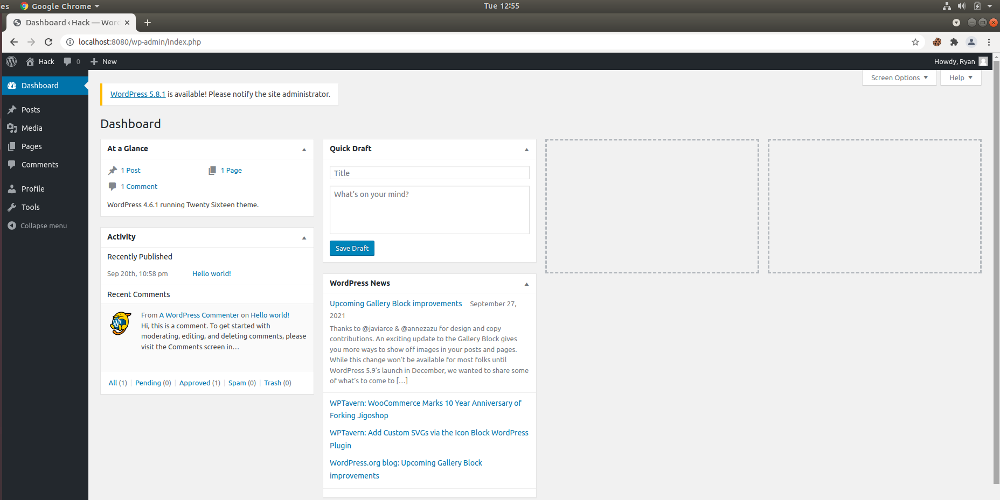 es Google Chrome Tue 12:55
Dashboard ‹ Hack — Word
localhost:8080/wp-admin/index.php
Hack 0 New Howdy, Ryan
Screen Options Help
Dashboard
Posts
Media
Pages
Comments
Profile
Tools
Collapse menu
WordPress 5.8.1 is available! Please notify the site administrator.
Dashboard
At a Glance
1 Post 1 Page
1 Comment
WordPress 4.6.1 running Twenty Sixteen theme.
Activity
Recently Published
Sep 20th, 10:58 pm Hello world!
Recent Comments
From A WordPress Commenter on Hello world!
Hi, this is a comment. To get started with
moderating, editing, and deleting comments, please
visit the Comments screen in…
All (1) | Pending (0) | Approved (1) | Spam (0) | Trash (0)
Quick Draft
Title
What's on your mind?
Save Draft
WordPress News
Upcoming Gallery Block improvements September 27,
2021
Thanks to @javiarce & @annezazu for design and copy
contributions. An exciting update to the Gallery Block gives
you more ways to show off images in your posts and pages.
While this change won't be available for most folks until
WordPress 5.9's launch in December, we wanted to share some
of what's to come to […]
WPTavern: WooCommerce Marks 10 Year Anniversary of
Forking Jigoshop
WPTavern: Add Custom SVGs via the Icon Block WordPress
Plugin
WordPress.org blog: Upcoming Gallery Block
improvements